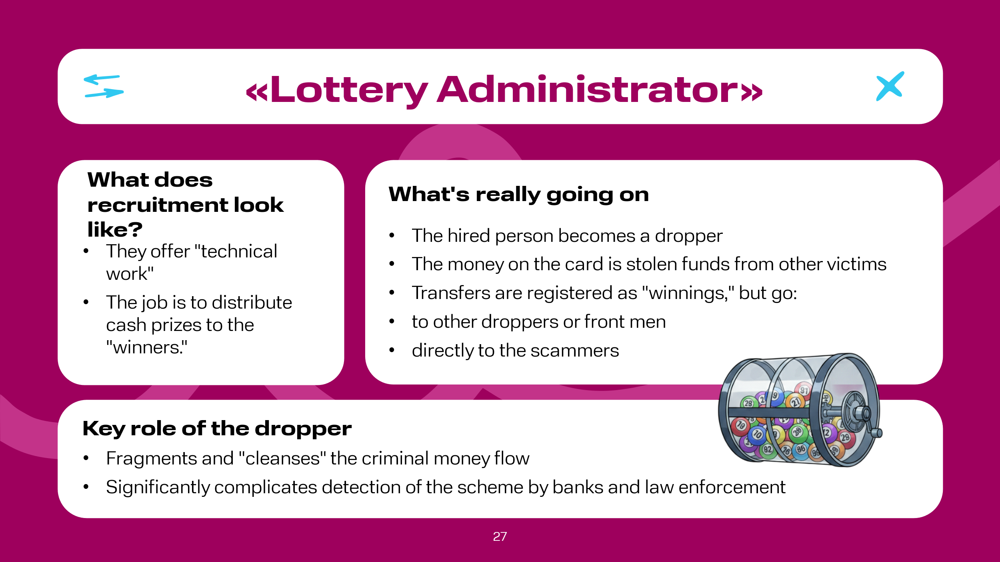 «Lottery Administrator»
What does
recruitment look
like?
• They offer "technical
work"
• The job is to distribute
cash prizes to the
"winners."
What's really going on
• The hired person becomes a dropper
• The money on the card is stolen funds from other victims
• Transfers are registered as "winnings," but go:
• to other droppers or front men
• directly to the scammers
Key role of the dropper
• Fragments and "cleanses" the criminal money flow
• Significantly complicates detection of the scheme by banks and law enforcement
27